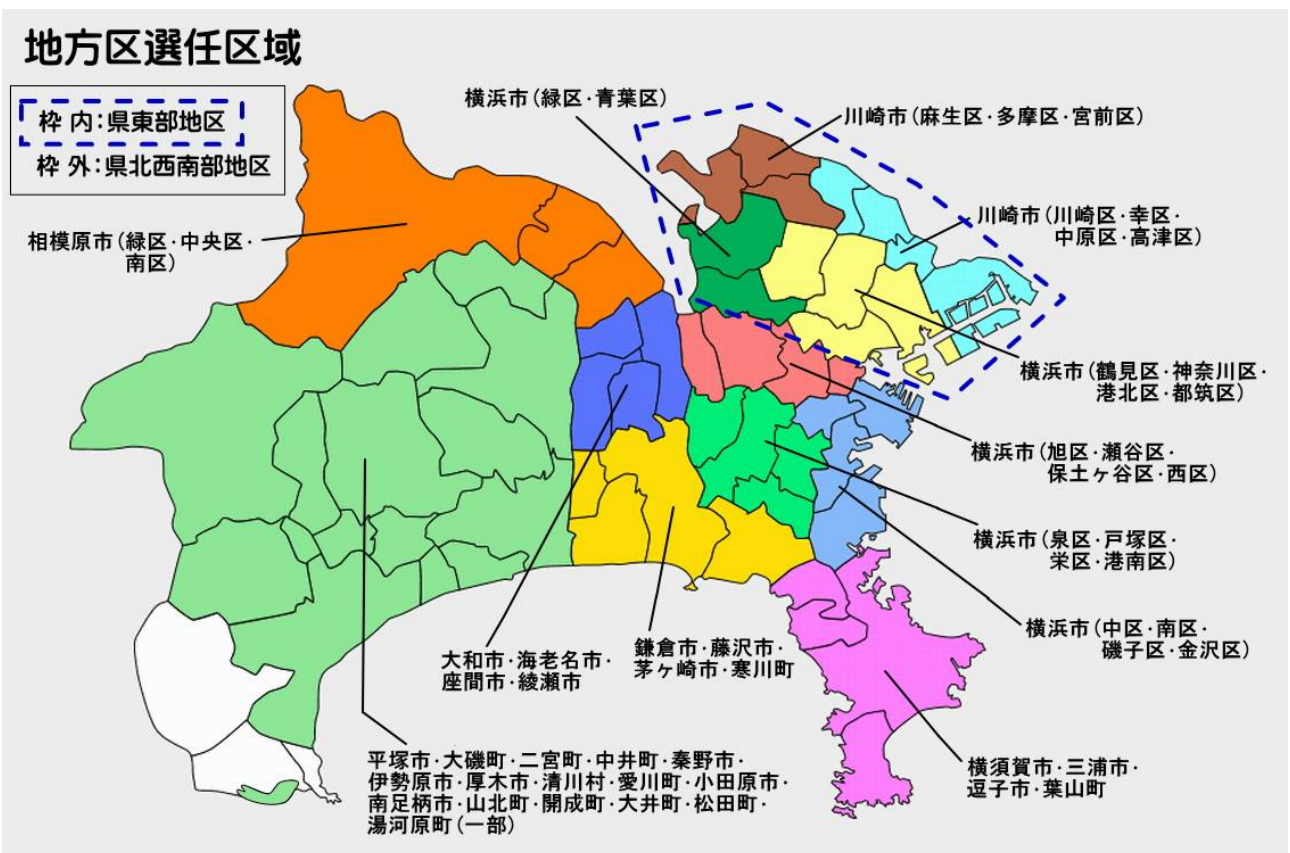 地方区選任区域
枠 内：県東部地区
枠 外：県北西南部地区
横浜市（緑区・青葉区）
川崎市（麻生区・多摩区・宮前区）
相模原市（緑区・中央区・
南区）
川崎市（川崎区・幸区・
中原区・高津区）
横浜市（鶴見区・神奈川区・
港北区・都筑区）
横浜市（旭区・瀬谷区・
保土ヶ谷区・西区）
横浜市（泉区・戸塚区・
栄区・港南区）
横浜市（中区・南区・
磯子区・金沢区）
大和市・海老名市・
座間市・綾瀬市
鎌倉市・藤沢市・
茅ヶ崎市・寒川町
平塚市・大磯町・二宮町・中井町・秦野市・
伊勢原市・厚木市・清川村・愛川町・小田原市・
南足柄市・山北町・開成町・大井町・松田町・
湯河原町（一部）
横須賀市・三浦市・
逗子市・葉山町